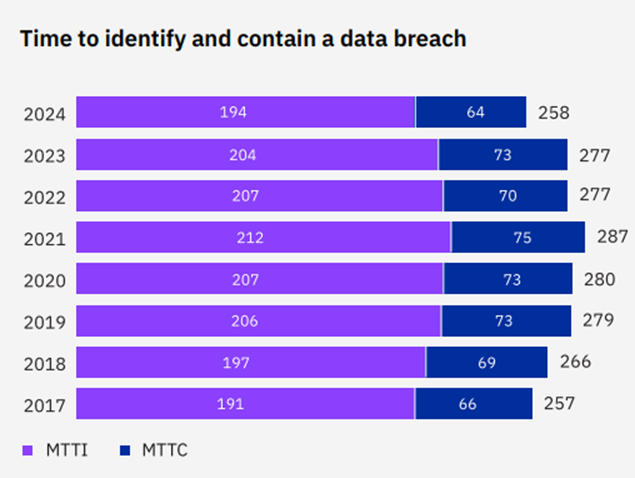 Time to identify and contain a data breach
2024 194 64 258
2023 204 73 277
2022 207 70 277
2021 212 75 287
2020 207 73 280
2019 206 73 279
2018 197 69 266
2017 191 66 257
MTTI MTTC